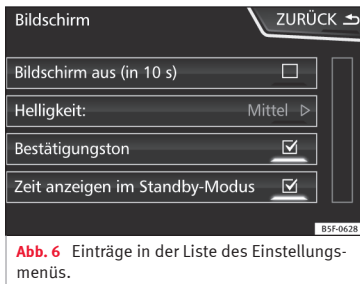 Bildschirm
ZURÜCK
Bildschirm aus (in 10 s)
Helligkeit:
Mittel
Bestätigungston
Zeit anzeigen im Standby-Modus
B5F-0628
Abb. 6 Einträge in der Liste des Einstellungs-
menüs.